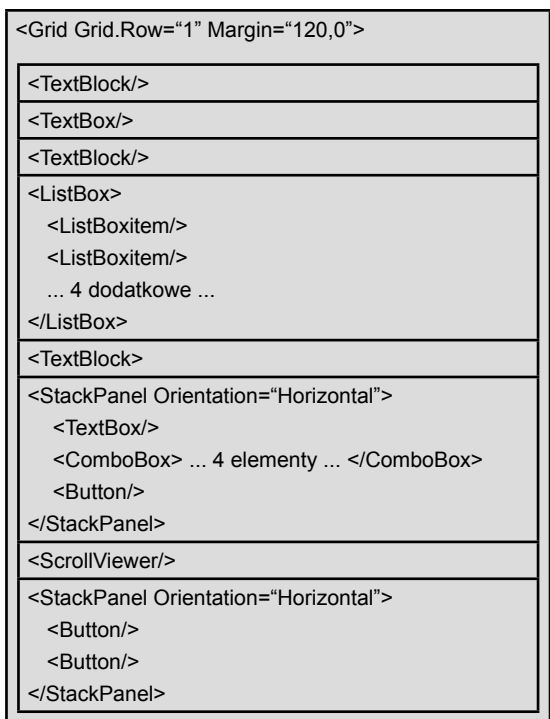 <Grid Grid.Row=“1” Margin=“120,0”>
<TextBlock/>
<TextBox/>
<TextBlock/>
<ListBox>
<ListBoxitem/>
<ListBoxitem/>
... 4 dodatkowe ...
</ListBox>
<TextBlock>
<StackPanel Orientation=“Horizontal”>
<TextBox/>
<ComboBox> ... 4 elementy ... </ComboBox>
<Button/>
</StackPanel>
<ScrollViewer/>
<StackPanel Orientation=“Horizontal”>
<Button/>
<Button/>
</StackPanel>